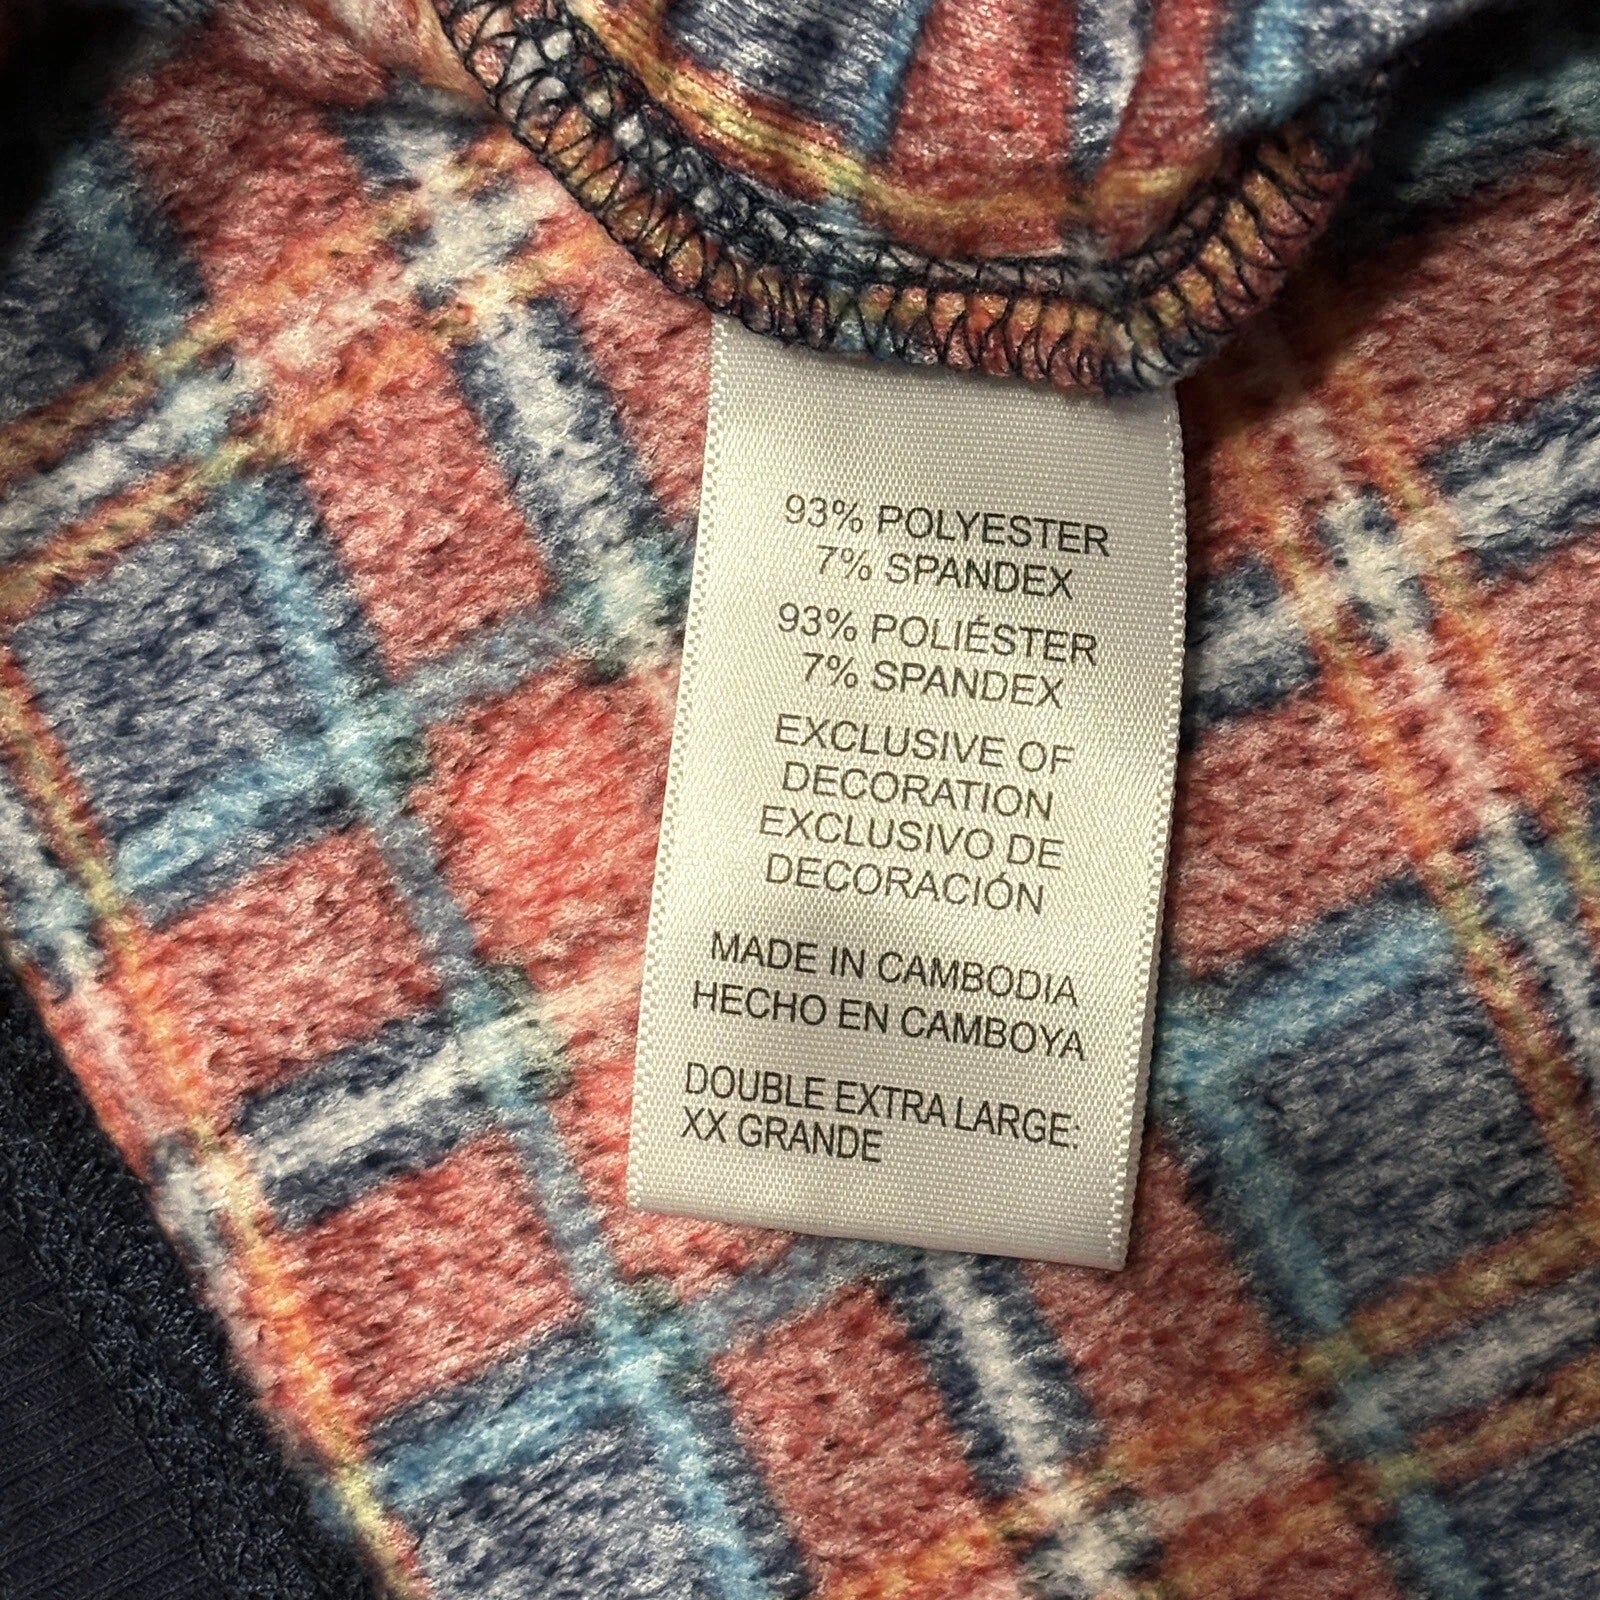 93% POLYESTER
7% SPANDEX
93% POLIÉSTER
7% SPANDEX
EXCLUSIVE OF
DECORATION
EXCLUSIVO DE
DECORACIÓN
MADE IN CAMBODIA
HECHO EN CAMBOYA
DOUBLE EXTRA LARGE:
XX GRANDE